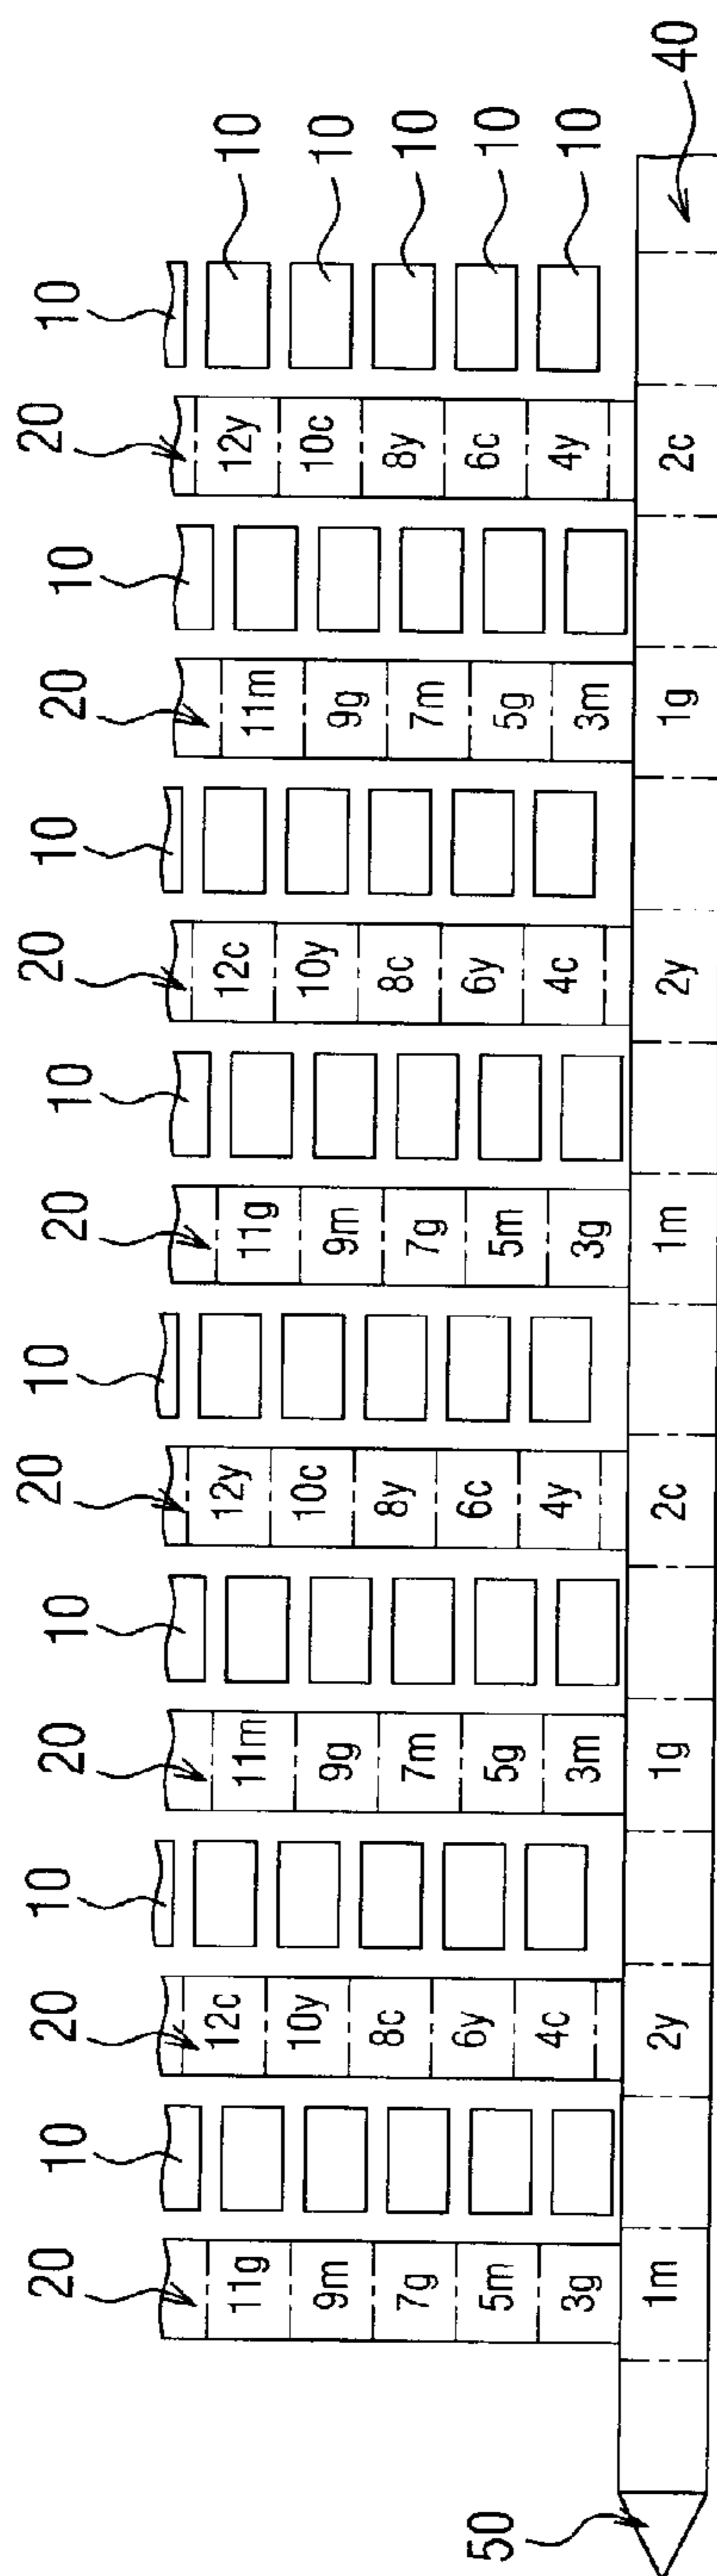 20 10 20 10 20 10 20 10 20 10 20 10 20 10 20 10
11g 12c 11m 12y 11g 12c 11m 12y 10
9m 10y 9g 10c 9m 10y 9g 10c 10
7g 8c 7m 8y 7g 8c 7m 8y 10
5m 6y 5g 6c 5m 6y 5g 6c 10
3g 4c 3m 4y 3g 4c 3m 4y 10
50 1m 2y 1g 2c 1m 2y 1g 2c 40